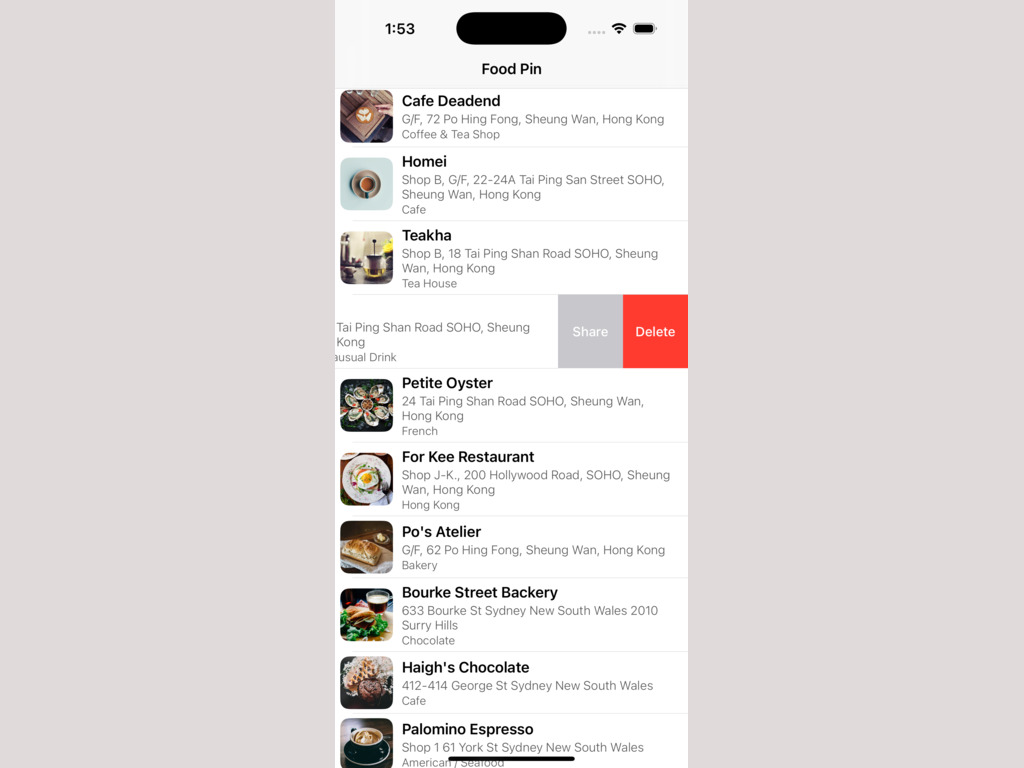 1:53
Food Pin
Cafe Deadend
G/F, 72 Po Hing Fong, Sheung Wan, Hong Kong
Coffee & Tea Shop
Homei
Shop B, G/F, 22-24A Tai Ping San Street SOHO,
Sheung Wan, Hong Kong
Cafe
Teakha
Shop B, 18 Tai Ping Shan Road SOHO, Sheung
Wan, Hong Kong
Tea House
Tai Ping Shan Road SOHO, Sheung
Kong
usual Drink
Share
Delete
Petite Oyster
24 Tai Ping Shan Road SOHO, Sheung Wan,
Hong Kong
French
For Kee Restaurant
Shop J-K., 200 Hollywood Road, SOHO, Sheung
Wan, Hong Kong
Hong Kong
Po's Atelier
G/F, 62 Po Hing Fong, Sheung Wan, Hong Kong
Bakery
Bourke Street Backery
633 Bourke St Sydney New South Wales 2010
Surry Hills
Chocolate
Haigh's Chocolate
412-414 George St Sydney New South Wales
Cafe
Palomino Espresso
Shop 1 61 York St Sydney New South Wales
American / Seafood